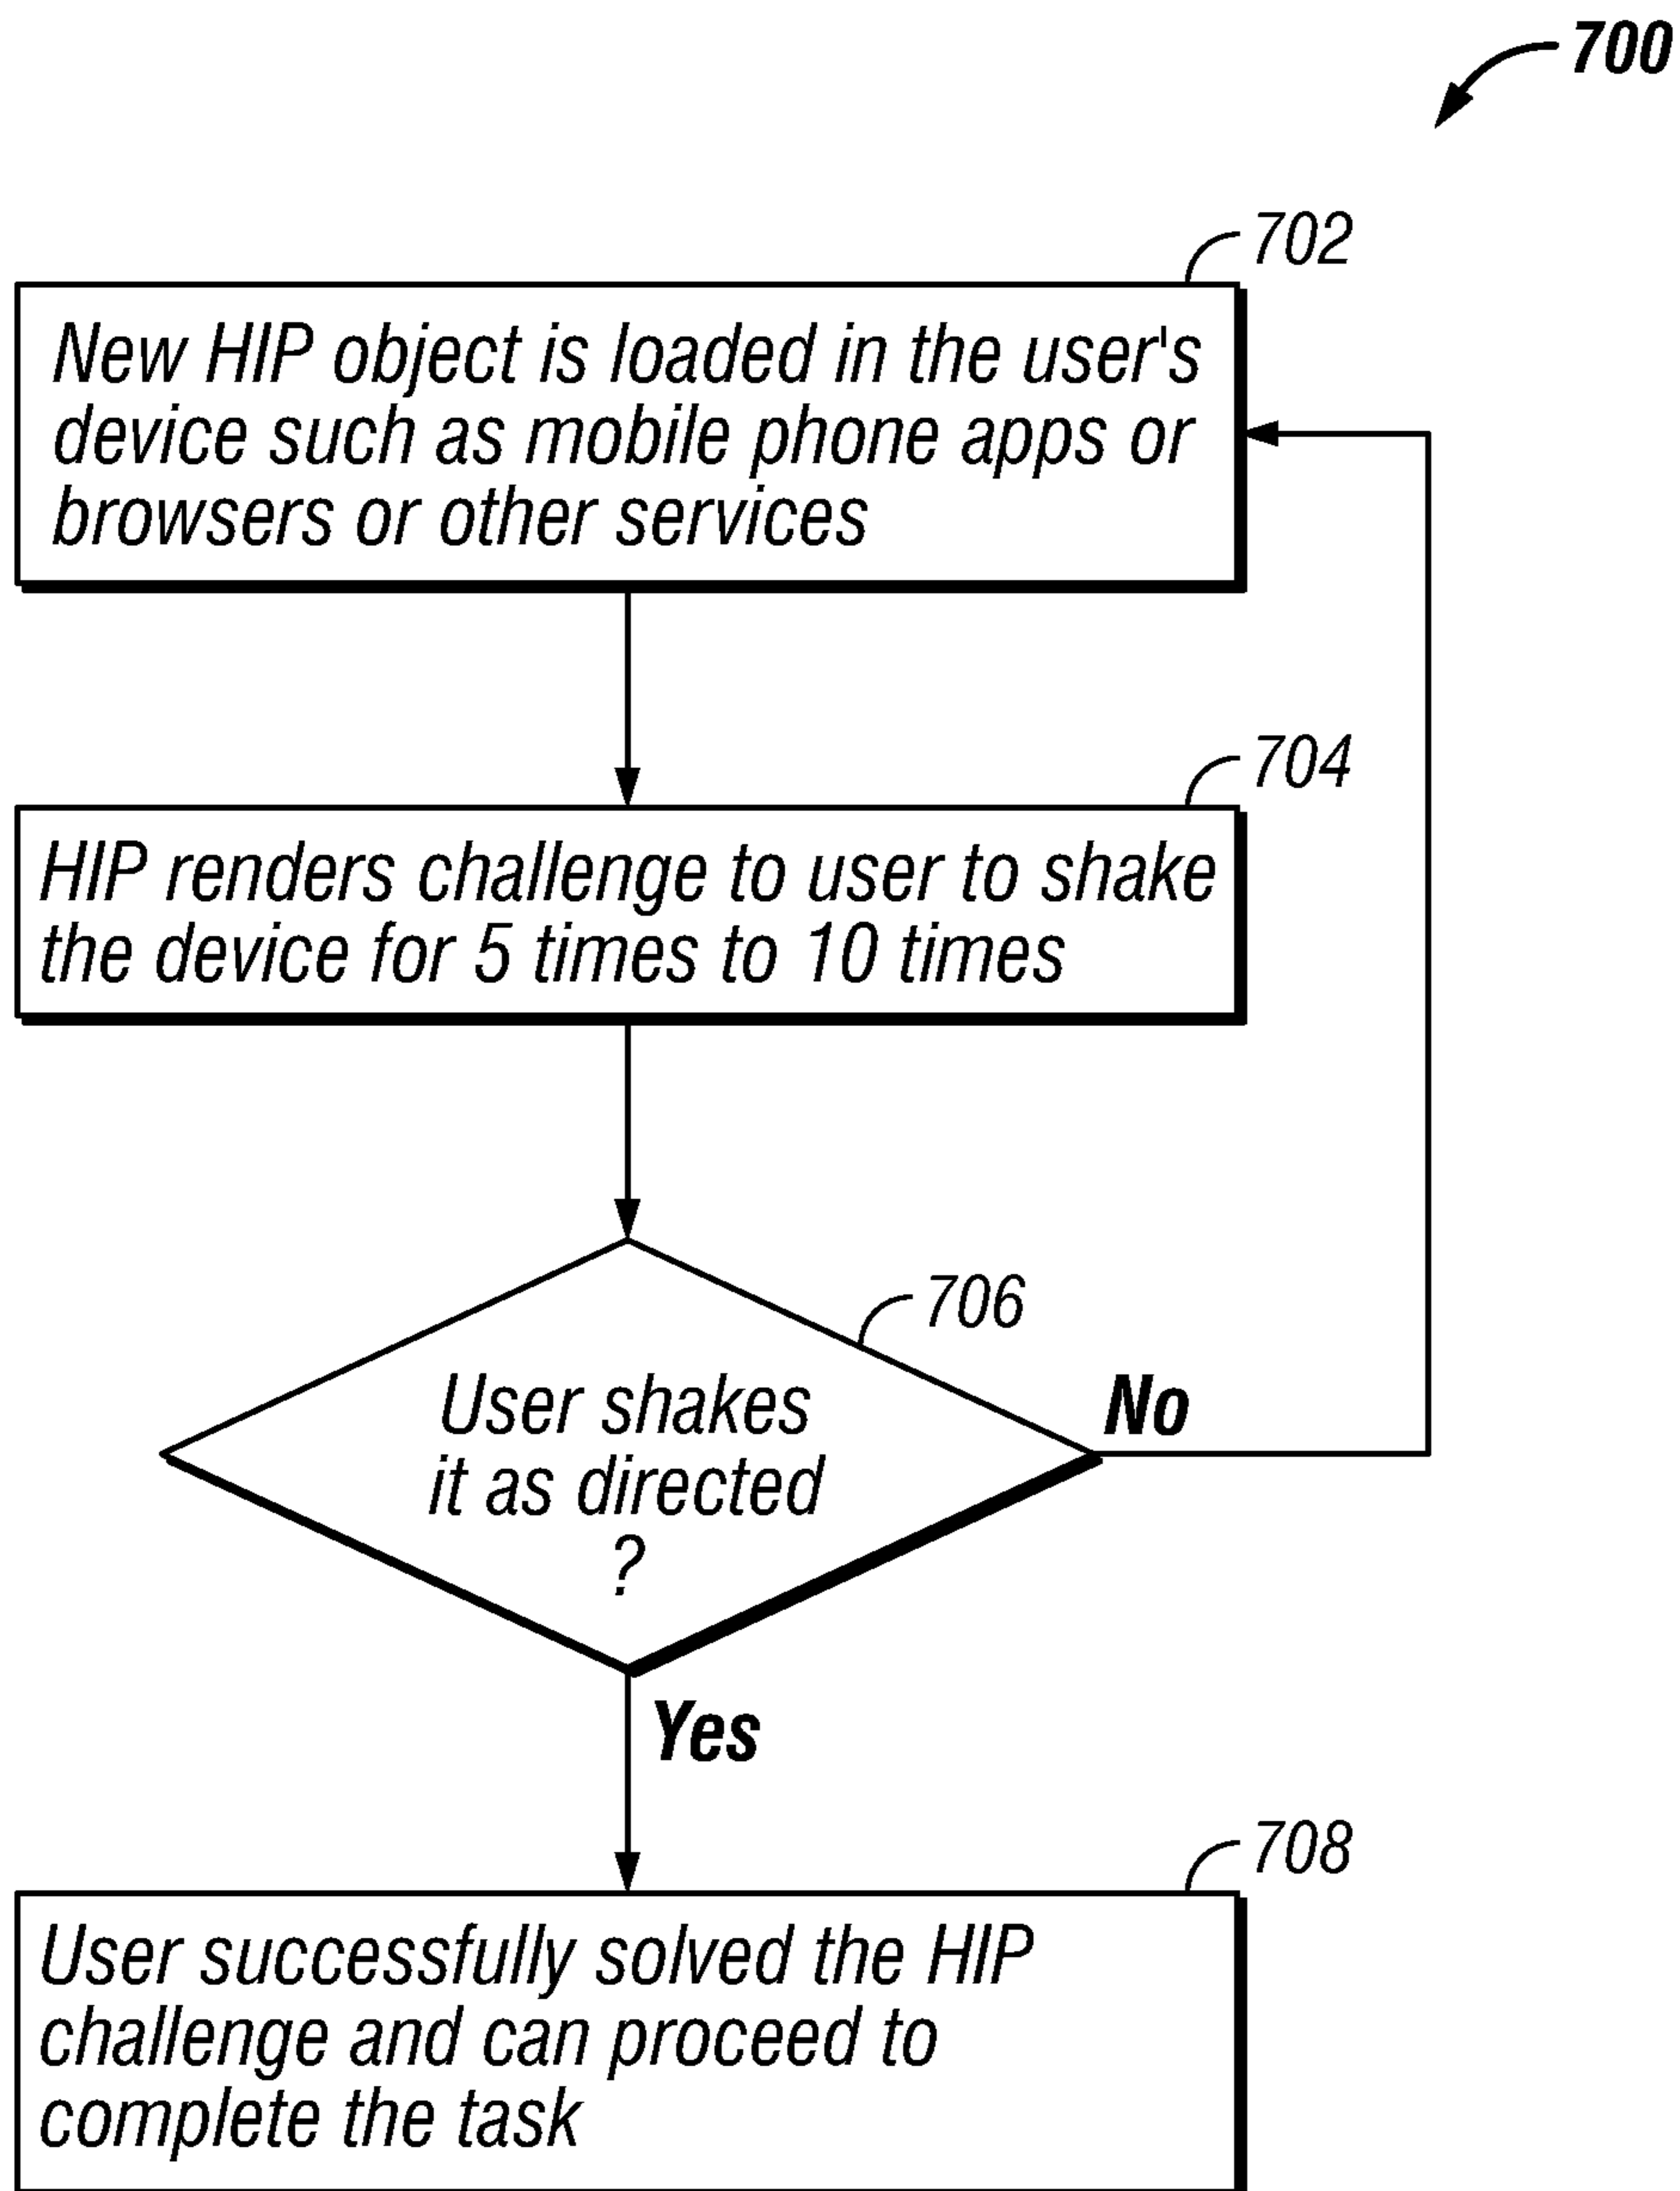 700
702
New HIP object is loaded in the user's
device such as mobile phone apps or
browsers or other services
704
HIP renders challenge to user to shake
the device for 5 times to 10 times
706
User shakes
it as directed
?
No
Yes
708
User successfully solved the HIP
challenge and can proceed to
complete the task